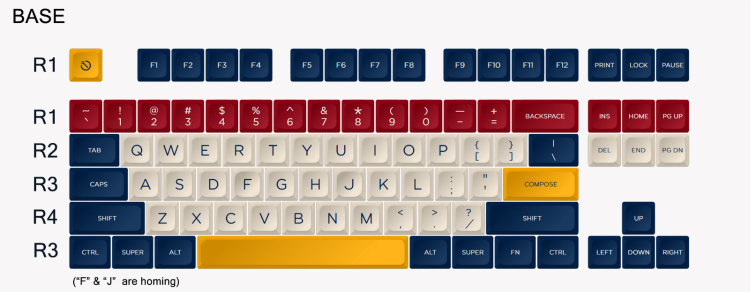 BASE
R1 F1 F2 F3 F4 F5 F6 F7 F8 F9 F10 F11 F12 PRINT LOCK PAUSE
R1 ~ ` ! 1 @ 2 # 3 $ 4 % 5 ^ 6 & 7 * 8 ( 9 ) 0 — - + = BACKSPACE INS HOME PG UP
R2 TAB Q W E R T Y U I O P { [ } ] | \ DEL END PG DN
R3 CAPS A S D F G H J K L : ; " ' COMPOSE
R4 SHIFT Z X C V B N M < , > . ? / SHIFT UP
R3 CTRL SUPER ALT ALT SUPER FN CTRL LEFT DOWN RIGHT
("F" & "J" are homing)